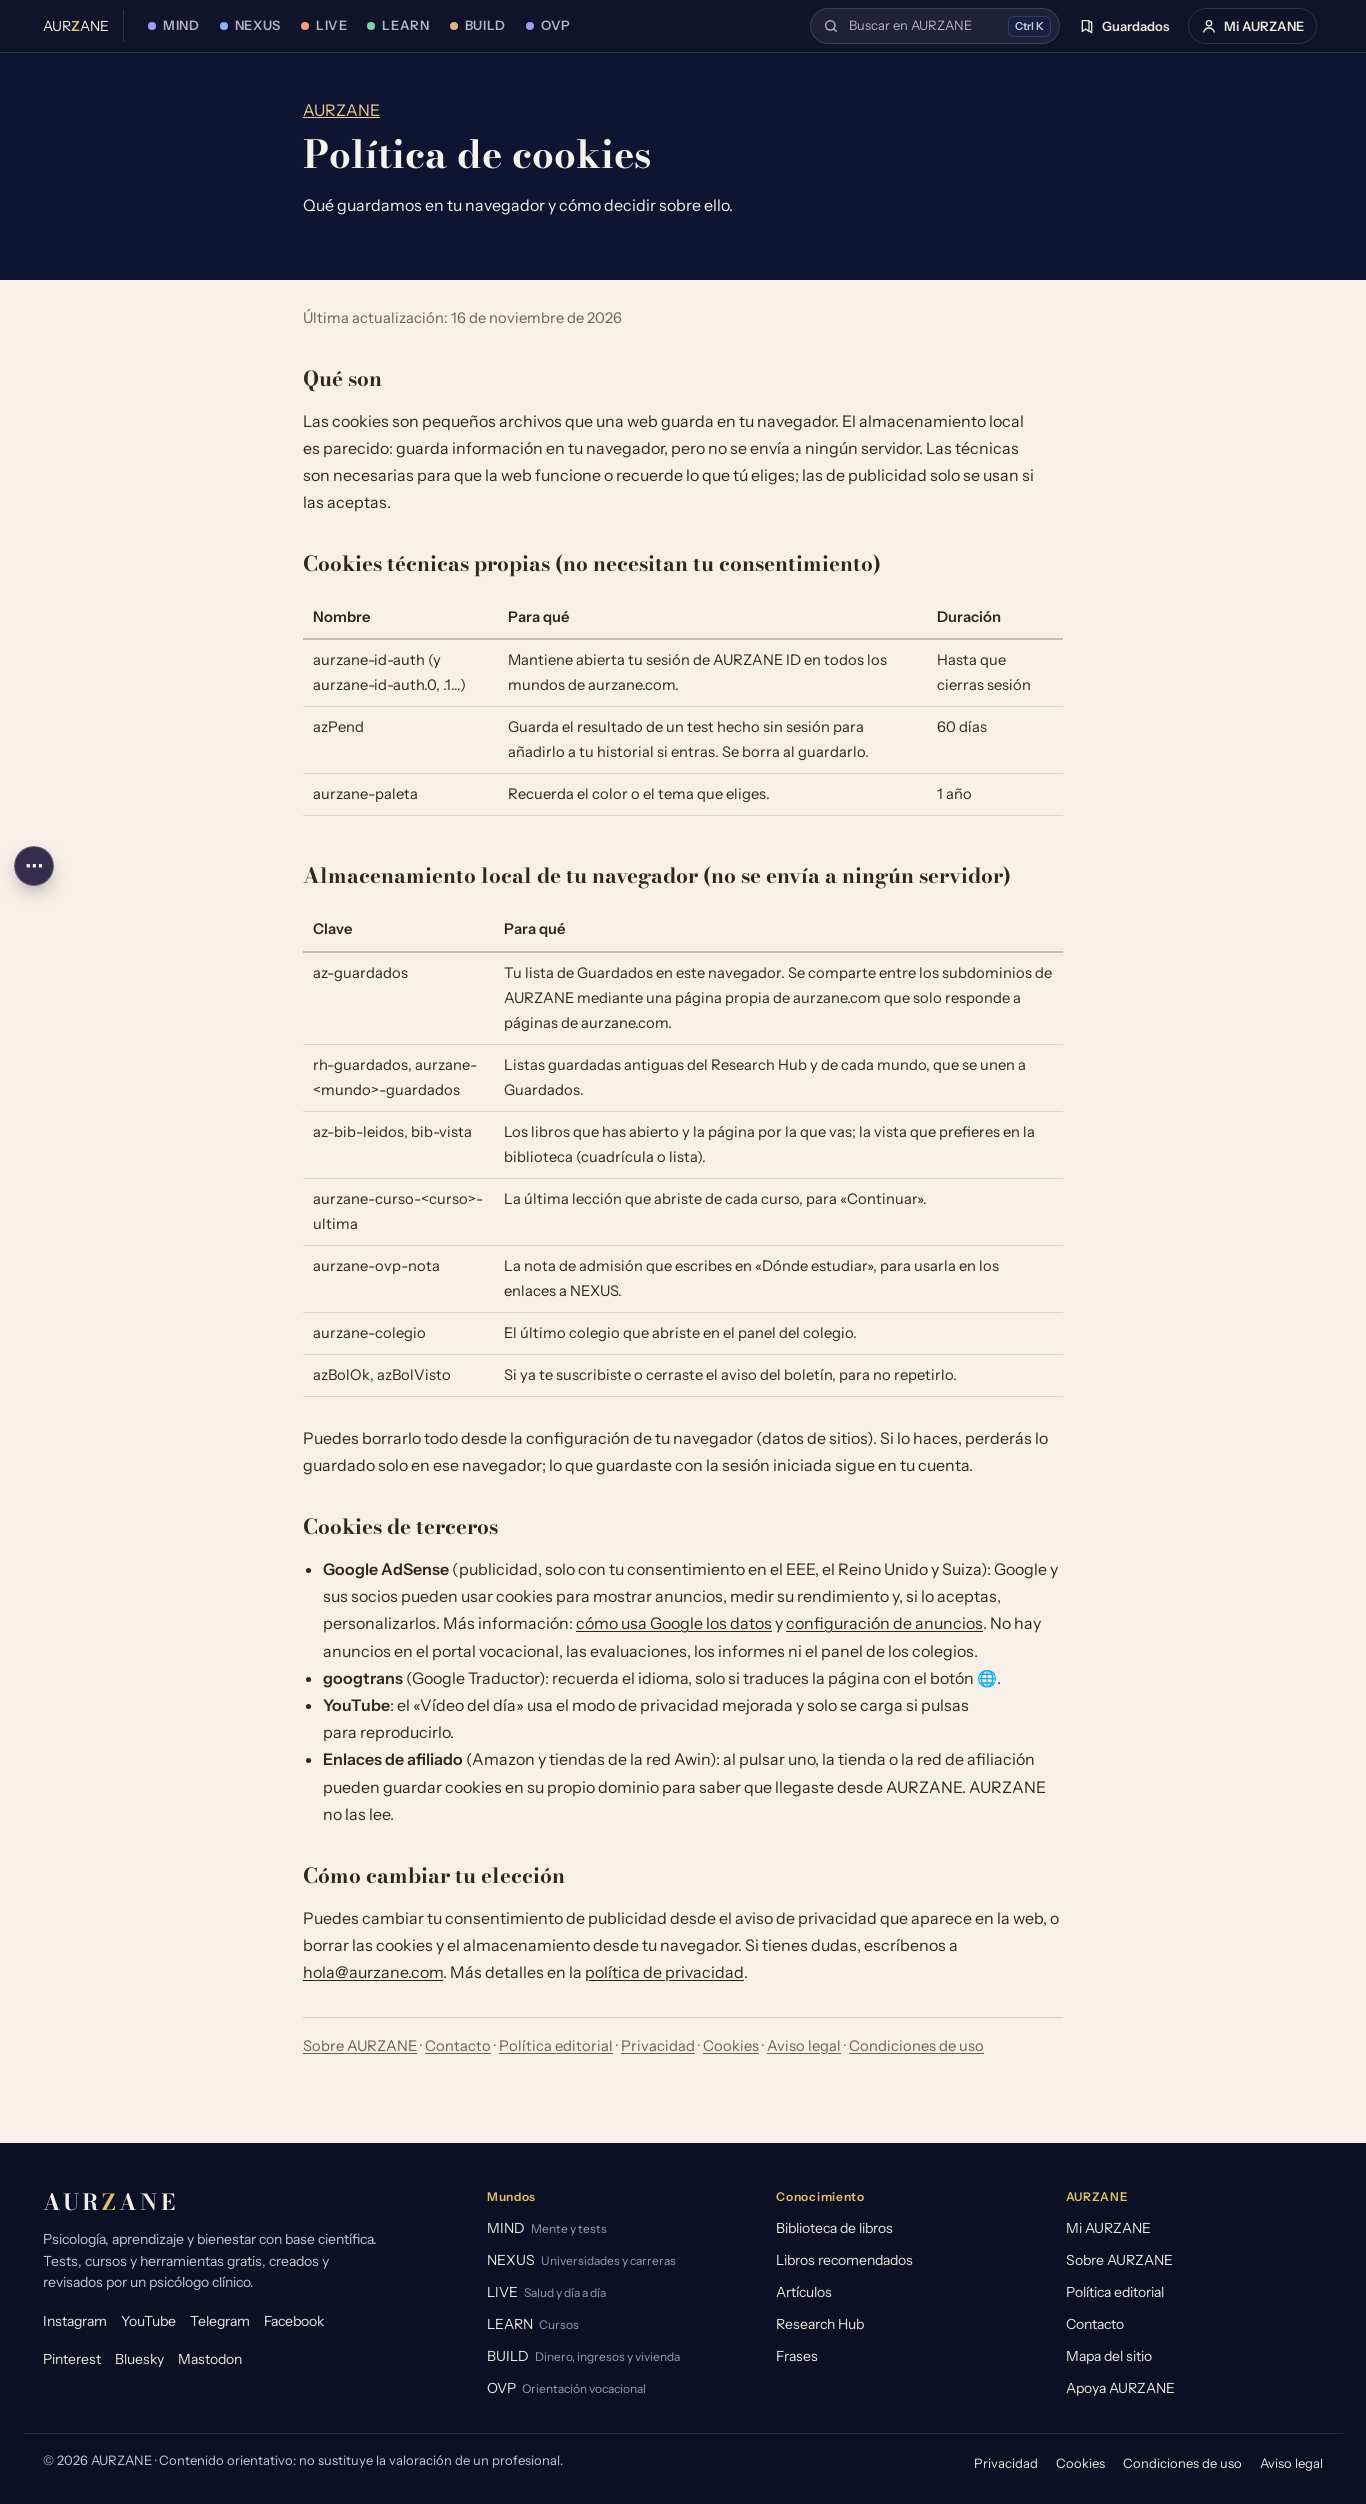 AURZANE
MIND
NEXUS
LIVE
LEARN
BUILD
OVP
Buscar en AURZANE
Ctrl K
Guardados
Mi AURZANE
AURZANE
Política de cookies
Qué guardamos en tu navegador y cómo decidir sobre ello.
Última actualización: 16 de noviembre de 2026
Qué son
Las cookies son pequeños archivos que una web guarda en tu navegador. El almacenamiento local
es parecido: guarda información en tu navegador, pero no se envía a ningún servidor. Las técnicas
son necesarias para que la web funcione o recuerde lo que tú eliges; las de publicidad solo se usan si
las aceptas.
Cookies técnicas propias (no necesitan tu consentimiento)
Nombre Para qué Duración
aurzane-id-auth (y
aurzane-id-auth.0, .1…)
Mantiene abierta tu sesión de AURZANE ID en todos los
mundos de aurzane.com.
Hasta que
cierras sesión
azPend
Guarda el resultado de un test hecho sin sesión para
añadirlo a tu historial si entras. Se borra al guardarlo.
60 días
aurzane-paleta
Recuerda el color o el tema que eliges.
1 año
Almacenamiento local de tu navegador (no se envía a ningún servidor)
Clave Para qué
az-guardados
Tu lista de Guardados en este navegador. Se comparte entre los subdominios de
AURZANE mediante una página propia de aurzane.com que solo responde a
páginas de aurzane.com.
rh-guardados, aurzane-
<mundo>-guardados
Listas guardadas antiguas del Research Hub y de cada mundo, que se unen a
Guardados.
az-bib-leidos, bib-vista
Los libros que has abierto y la página por la que vas; la vista que prefieres en la
biblioteca (cuadrícula o lista).
aurzane-curso-<curso>-
ultima
La última lección que abriste de cada curso, para «Continuar».
aurzane-ovp-nota
La nota de admisión que escribes en «Dónde estudiar», para usarla en los
enlaces a NEXUS.
aurzane-colegio
El último colegio que abriste en el panel del colegio.
azBolOk, azBolVisto
Si ya te suscribiste o cerraste el aviso del boletín, para no repetirlo.
Puedes borrarlo todo desde la configuración de tu navegador (datos de sitios). Si lo haces, perderás lo
guardado solo en ese navegador; lo que guardaste con la sesión iniciada sigue en tu cuenta.
Cookies de terceros
• Google AdSense (publicidad, solo con tu consentimiento en el EEE, el Reino Unido y Suiza): Google y
sus socios pueden usar cookies para mostrar anuncios, medir su rendimiento y, si lo aceptas,
personalizarlos. Más información: cómo usa Google los datos y configuración de anuncios. No hay
anuncios en el portal vocacional, las evaluaciones, los informes ni el panel de los colegios.
• googtrans (Google Traductor): recuerda el idioma, solo si traduces la página con el botón 🌐.
• YouTube: el «Vídeo del día» usa el modo de privacidad mejorada y solo se carga si pulsas
para reproducirlo.
• Enlaces de afiliado (Amazon y tiendas de la red Awin): al pulsar uno, la tienda o la red de afiliación
pueden guardar cookies en su propio dominio para saber que llegaste desde AURZANE. AURZANE
no las lee.
Cómo cambiar tu elección
Puedes cambiar tu consentimiento de publicidad desde el aviso de privacidad que aparece en la web, o
borrar las cookies y el almacenamiento desde tu navegador. Si tienes dudas, escríbenos a
hola@aurzane.com. Más detalles en la política de privacidad.
Sobre AURZANE · Contacto · Política editorial · Privacidad · Cookies · Aviso legal · Condiciones de uso
AURZANE
Psicología, aprendizaje y bienestar con base científica.
Tests, cursos y herramientas gratis, creados y
revisados por un psicólogo clínico.
Instagram YouTube Telegram Facebook
Pinterest Bluesky Mastodon
Mundos
MIND Mente y tests
NEXUS Universidades y carreras
LIVE Salud y día a día
LEARN Cursos
BUILD Dinero, ingresos y vivienda
OVP Orientación vocacional
Conocimiento
Biblioteca de libros
Libros recomendados
Artículos
Research Hub
Frases
AURZANE
Mi AURZANE
Sobre AURZANE
Política editorial
Contacto
Mapa del sitio
Apoya AURZANE
© 2026 AURZANE · Contenido orientativo: no sustituye la valoración de un profesional.
Privacidad Cookies Condiciones de uso Aviso legal